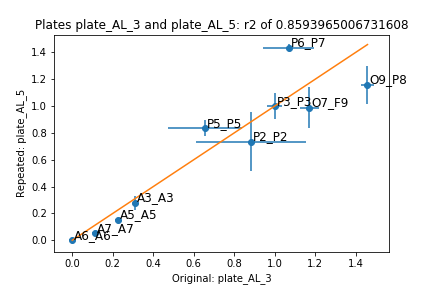 Plates plate_AL_3 and plate_AL_5: r2 of 0.8593965006731608
1.4
1.2
1.0
0.8
0.6
0.4
0.2
0.0
Repeated: plate_AL_5
P6_P7
O9_P8
P3_P3
O7_F9
P5_P5
P2_P2
A3_A3
A5_A5
A7_A7
A6_A6
0.0 0.2 0.4 0.6 0.8 1.0 1.2 1.4
Original: plate_AL_3